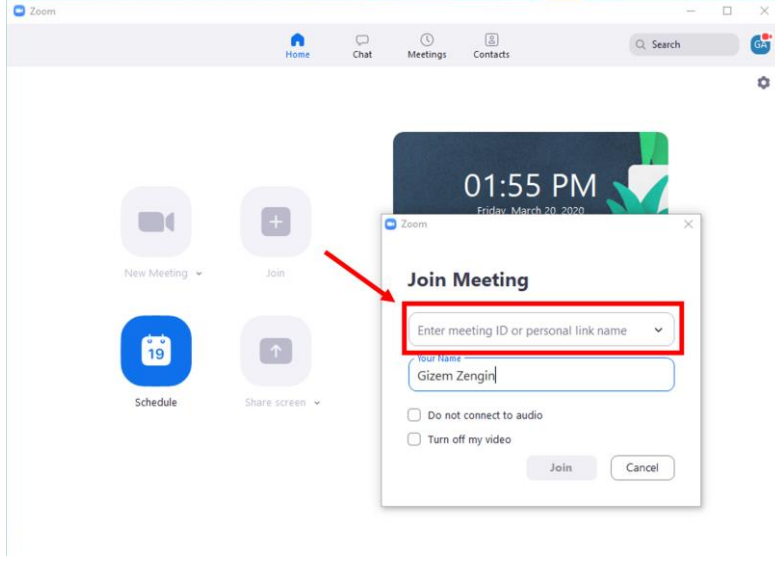 Zoom
Home
Chat
Meetings
Contacts
Search
GA
01:55 PM
Friday, March 20, 2020
New Meeting
Join
19
Schedule
Share screen
Zoom
Join Meeting
Enter meeting ID or personal link name
Your Name
Gizem Zengin
Do not connect to audio
Turn off my video
Join
Cancel